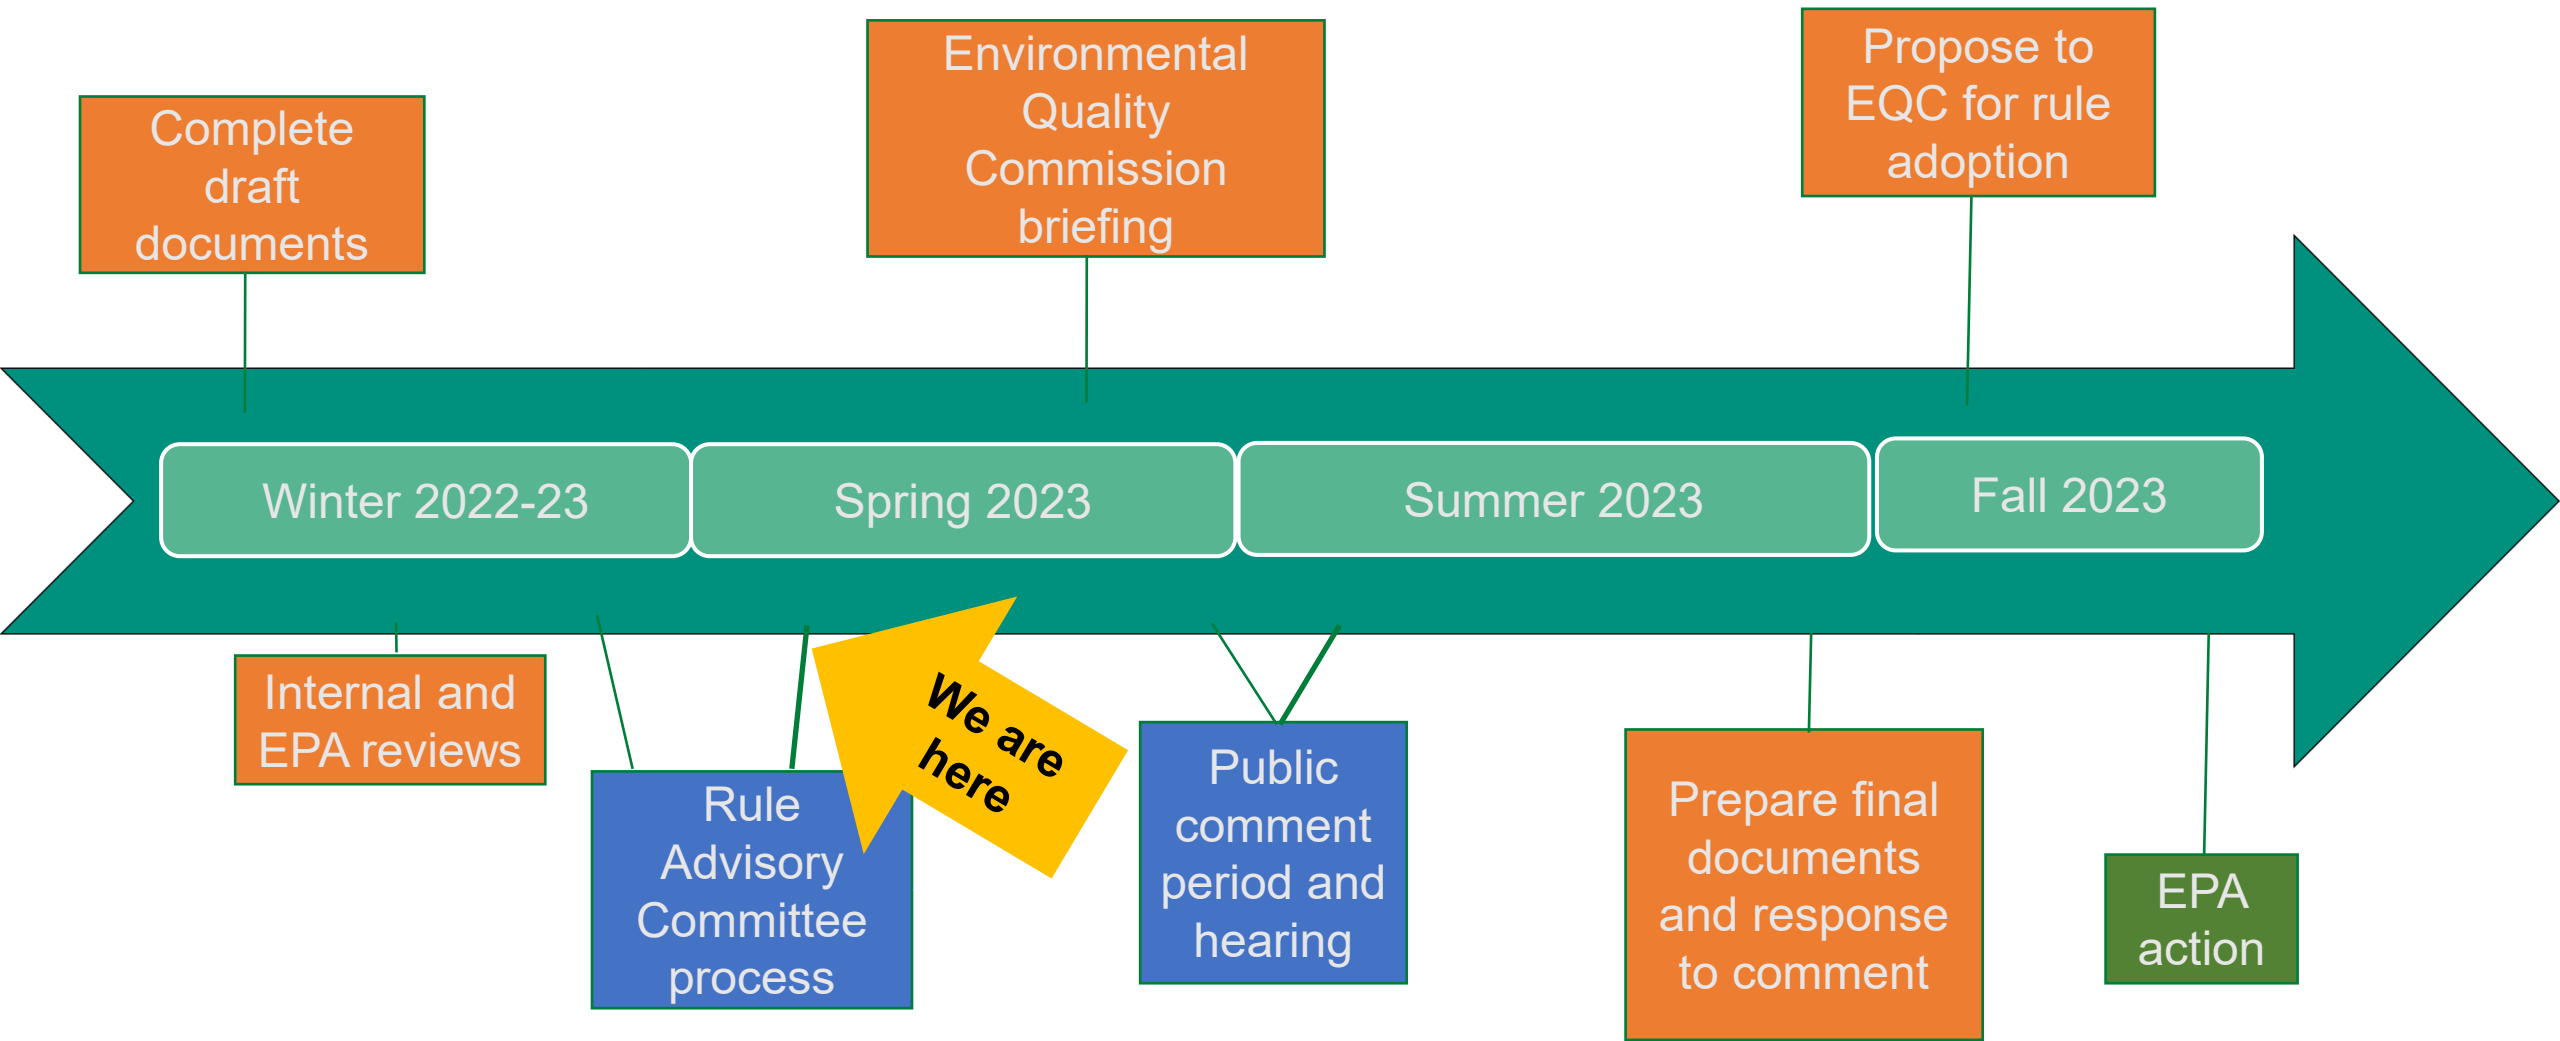 Complete
draft
documents
Environmental
Quality
Commission
briefing
Propose to
EQC for rule
adoption
Winter 2022-23
Spring 2023
Summer 2023
Fall 2023
Internal and
EPA reviews
Rule
Advisory
Committee
process
We are
here
Public
comment
period and
hearing
Prepare final
documents
and response
to comment
EPA
action